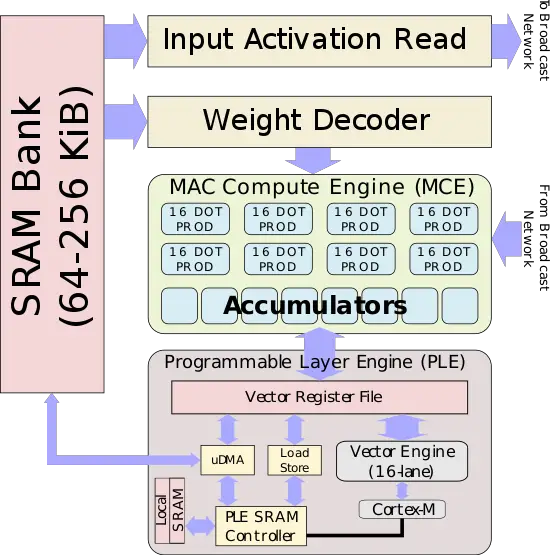 SRAM Bank
(64-256 KiB)
Input Activation Read
To Broadcast
Network
Weight Decoder
MAC Compute Engine (MCE)
16 DOT
PROD
16 DOT
PROD
16 DOT
PROD
16 DOT
PROD
16 DOT
PROD
16 DOT
PROD
16 DOT
PROD
16 DOT
PROD
Accumulators
From Broadcast
Network
Programmable Layer Engine (PLE)
Vector Register File
uDMA
Load
Store
Vector Engine
(16-lane)
Local
SRAM
PLE SRAM
Controller
Cortex-M